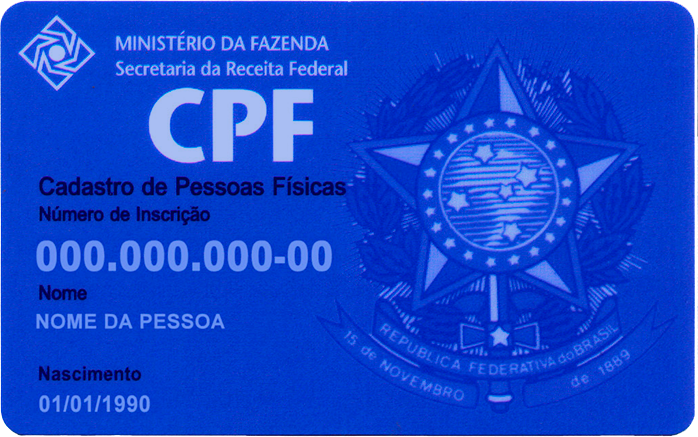 MINISTÉRIO DA FAZENDA
Secretaria da Receita Federal
CPF
Cadastro de Pessoas Físicas
Número de Inscrição
000.000.000-00
Nome
NOME DA PESSOA
Nascimento
01/01/1990
REPUBLICA FEDERATIVA do BRASIL
15 de NOVEMBRO de 1889